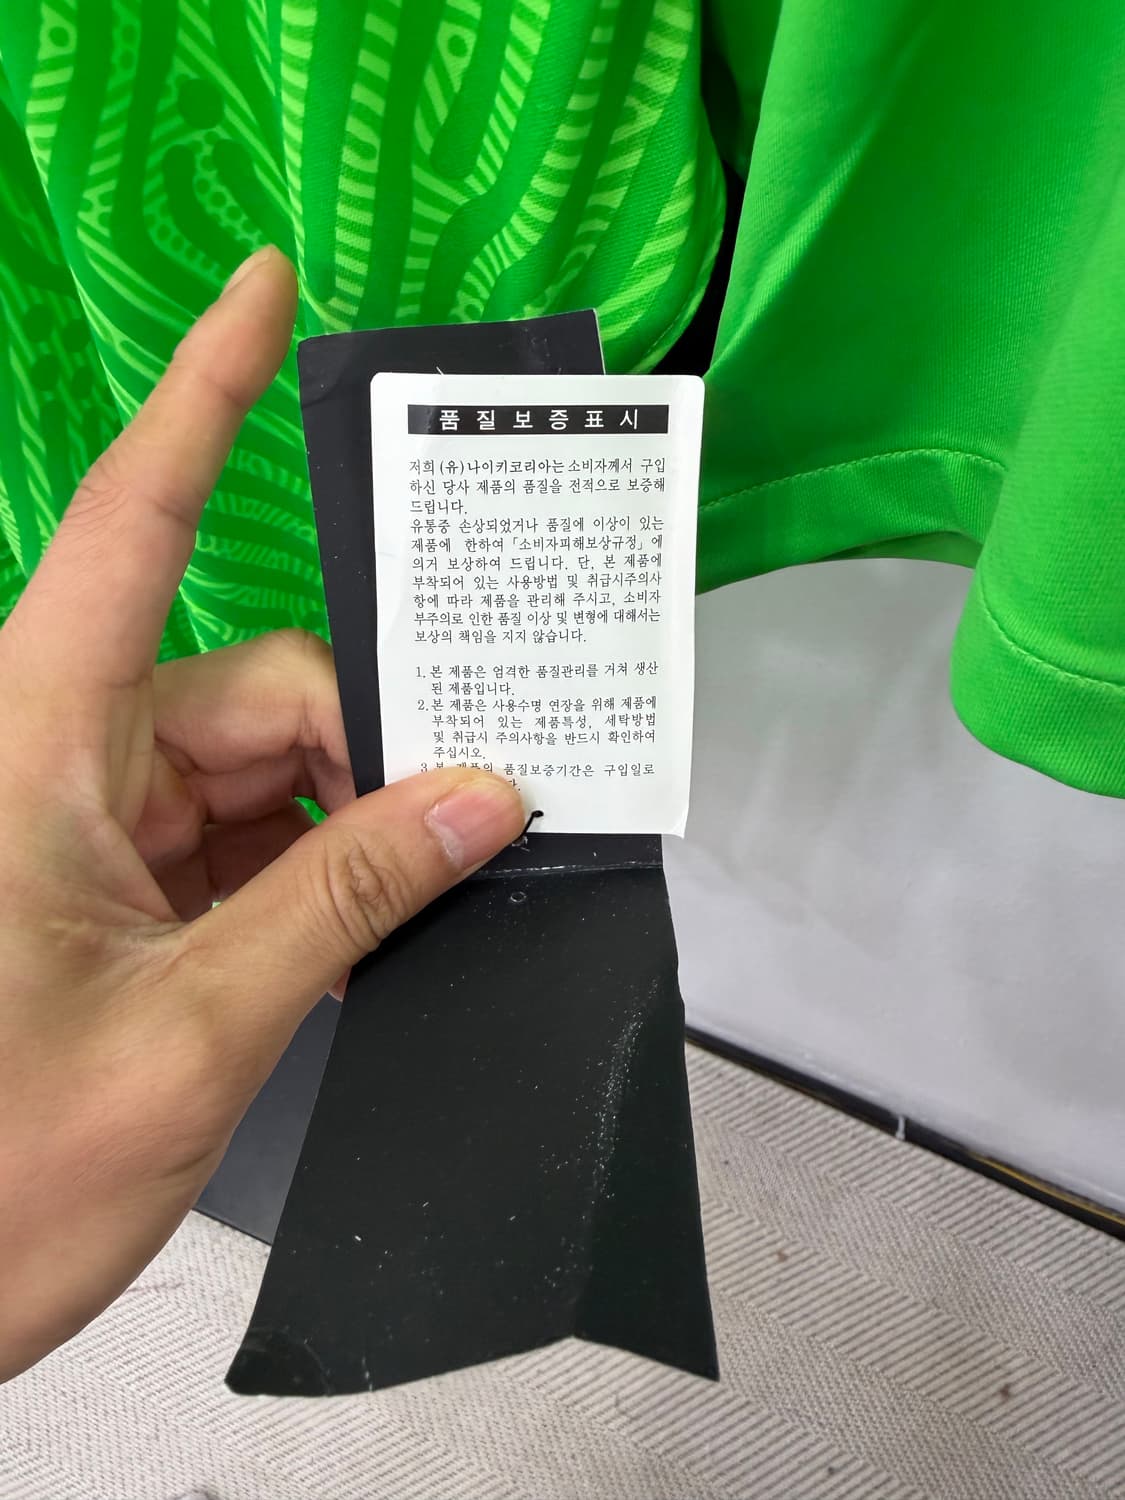 품질보증표시
저희 (유)나이키코리아는 소비자께서 구입
하신 당사 제품의 품질을 전적으로 보증해
드립니다.
유통중 손상되었거나 품질에 이상이 있는
제품에 한하여 「소비자피해보상규정」에
의거 보상하여 드립니다. 단, 본 제품에
부착되어 있는 사용방법 및 취급시주의사
항에 따라 제품을 관리해 주시고, 소비자
부주의로 인한 품질 이상 및 변형에 대해서는
보상의 책임을 지지 않습니다.
1. 본 제품은 엄격한 품질관리를 거쳐 생산
된 제품입니다.
2. 본 제품은 사용수명 연장을 위해 제품에
부착되어 있는 제품특성, 세탁방법
및 취급시 주의사항을 반드시 확인하여
주십시오.
3. 본 제품의 품질보증기간은 구입일로
다.